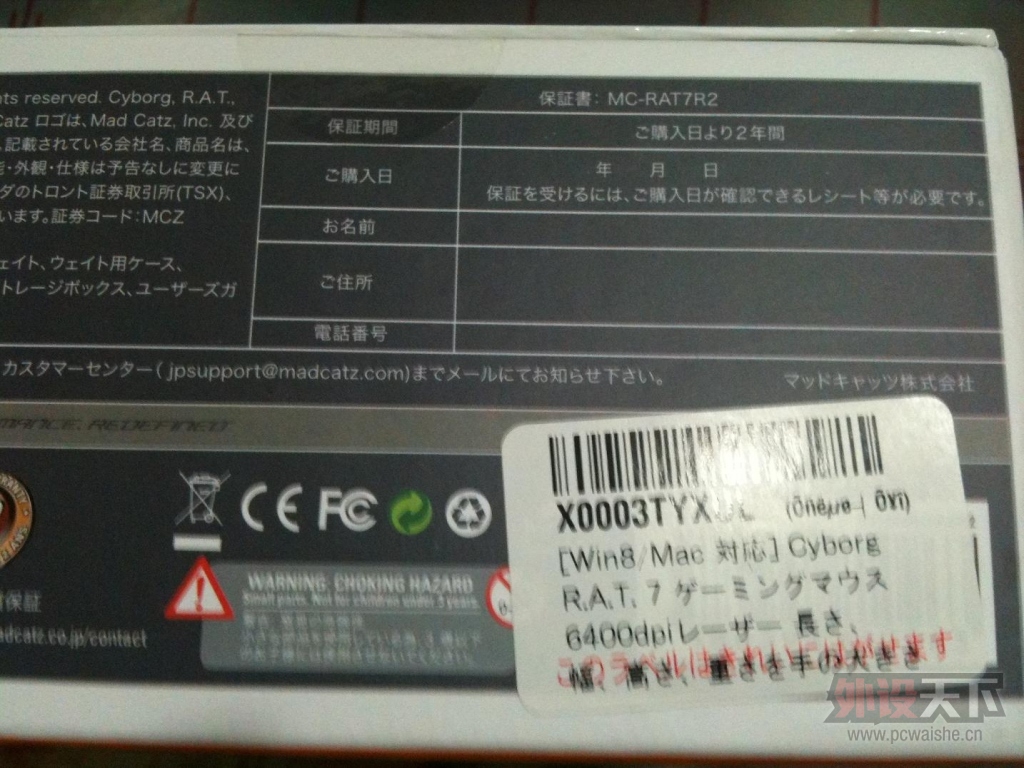 hts reserved. Cyborg, R.A.T.,
Catz ロゴは、Mad Catz, Inc. 及び
記載されている会社名、商品名は、
能・外観・仕様は予告なしに変更に
ダのトロント証券取引所(TSX)、
います。証券コード:MCZ
ェイト、ウェイト用ケース、
トレージボックス、ユーザーズガ
保証書: MC-RAT7R2
保証期間 ご購入日より2年間
ご購入日 年 月 日
保証を受けるには、ご購入日が確認できるレシート等が必要です。
お名前
ご住所
電話番号
カスタマーセンター( jpsupport@madcatz.com)までメールにてお知らせ下さい。
マッドキャッツ株式会社
MANCE. REDEFINED
CE FC
WARNING: CHOKING HAZARD
Small parts. Not for children under 3 years.
保証
adcatz.co.jp/contact
X0003TYX
[Win8/Mac 対応] Cyborg
R.A.T. 7 ゲーミングマウス
6400dpiレーザー 長さ、
このラベルはきれいにはがせます
幅、高さ、重さを手の大きさ
外设天下
www.pcwaishe.cn